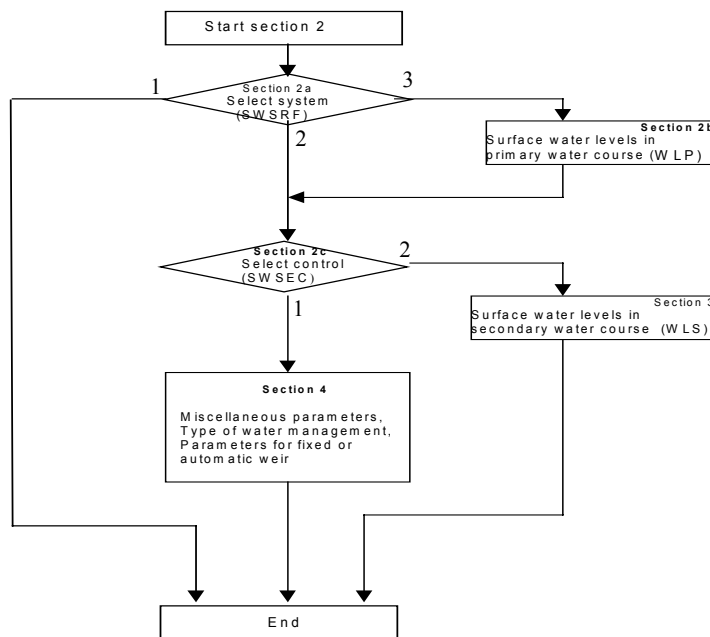 Start section 2
1
3
Section 2a
Select system
(SWSRF)
2
Section 2b
Surface water levels in
primary water course (WLP)
Section 2c
Select control
(SWSEC)
2
1
Section 3
Surface water levels in
secondary water course (WLS)
Section 4
Miscellaneous parameters,
Type of water management,
Parameters for fixed or
automatic weir
End